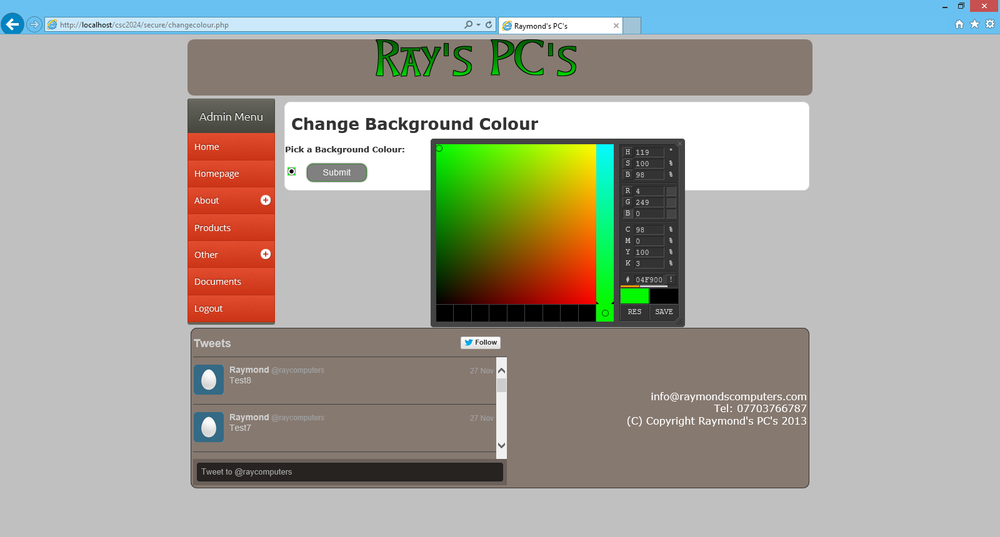 http://localhost/csc2024/secure/changecolour.php
Raymond's PC's
Ray's PC's
Admin Menu
Home
Homepage
About
Products
Other
Documents
Logout
Change Background Colour
Pick a Background Colour:
Submit
H 119 °
S 100 %
B 98 %
R 4
G 249
B 0
C 98 %
M 0 %
Y 100 %
K 3 %
# 04F900 !
RES SAVE
Tweets
Follow
Raymond @raycomputers 27 Nov
Test8
Raymond @raycomputers 27 Nov
Test7
Tweet to @raycomputers
info@raymondscomputers.com
Tel: 07703766787
(C) Copyright Raymond's PC's 2013